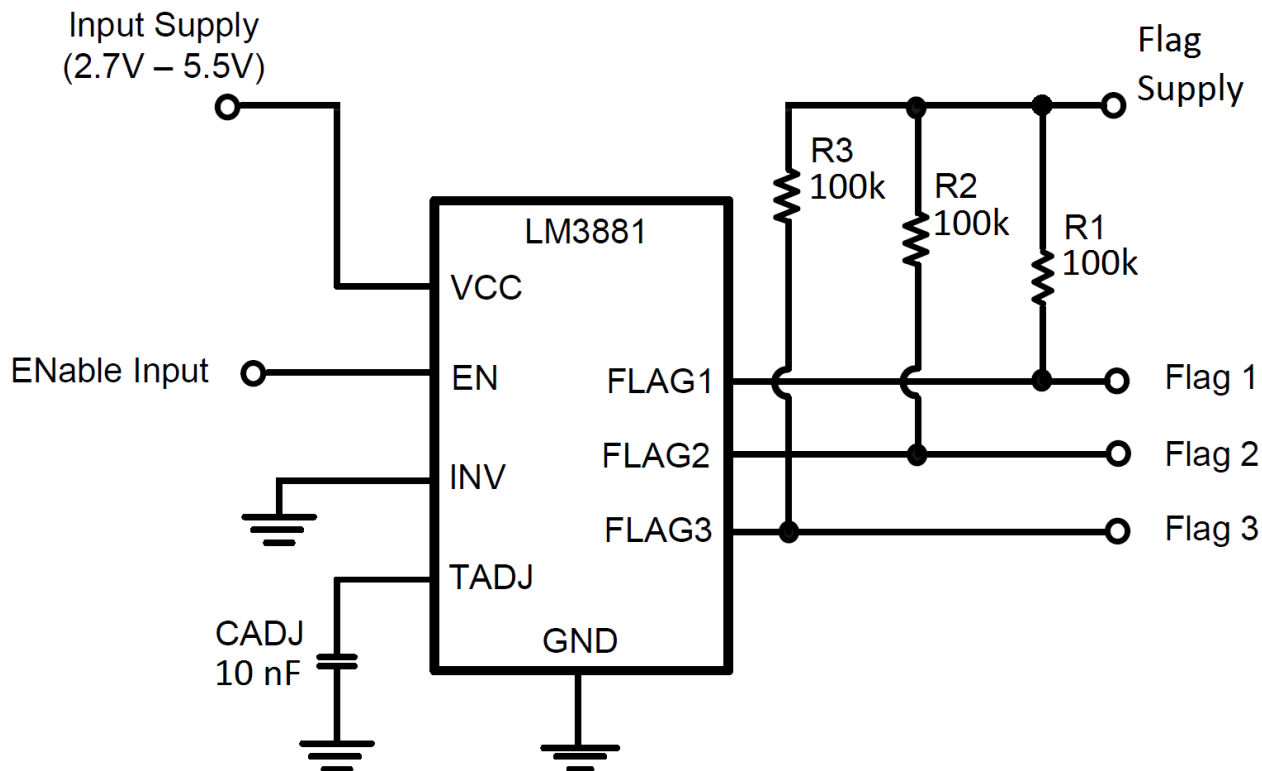 Input Supply
(2.7V – 5.5V)
Flag
Supply
R3
100k
R2
100k
R1
100k
LM3881
VCC
ENable Input
EN
FLAG1
Flag 1
FLAG2
Flag 2
INV
FLAG3
Flag 3
TADJ
CADJ
10 nF
GND